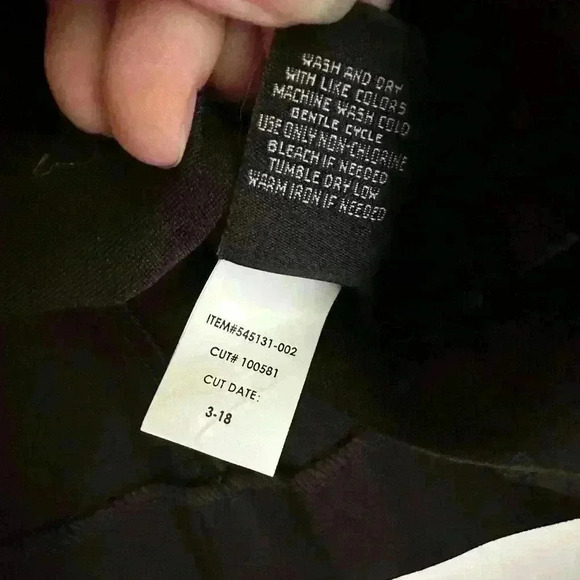 WASH AND DRY
WITH LIKE COLORS
MACHINE WASH COLD
GENTLE CYCLE
USE ONLY NON-CHLORINE
BLEACH IF NEEDED
TUMBLE DRY LOW
WARM IRON IF NEEDED
ITEM#545131-002
CUT# 100581
CUT DATE:
3-18